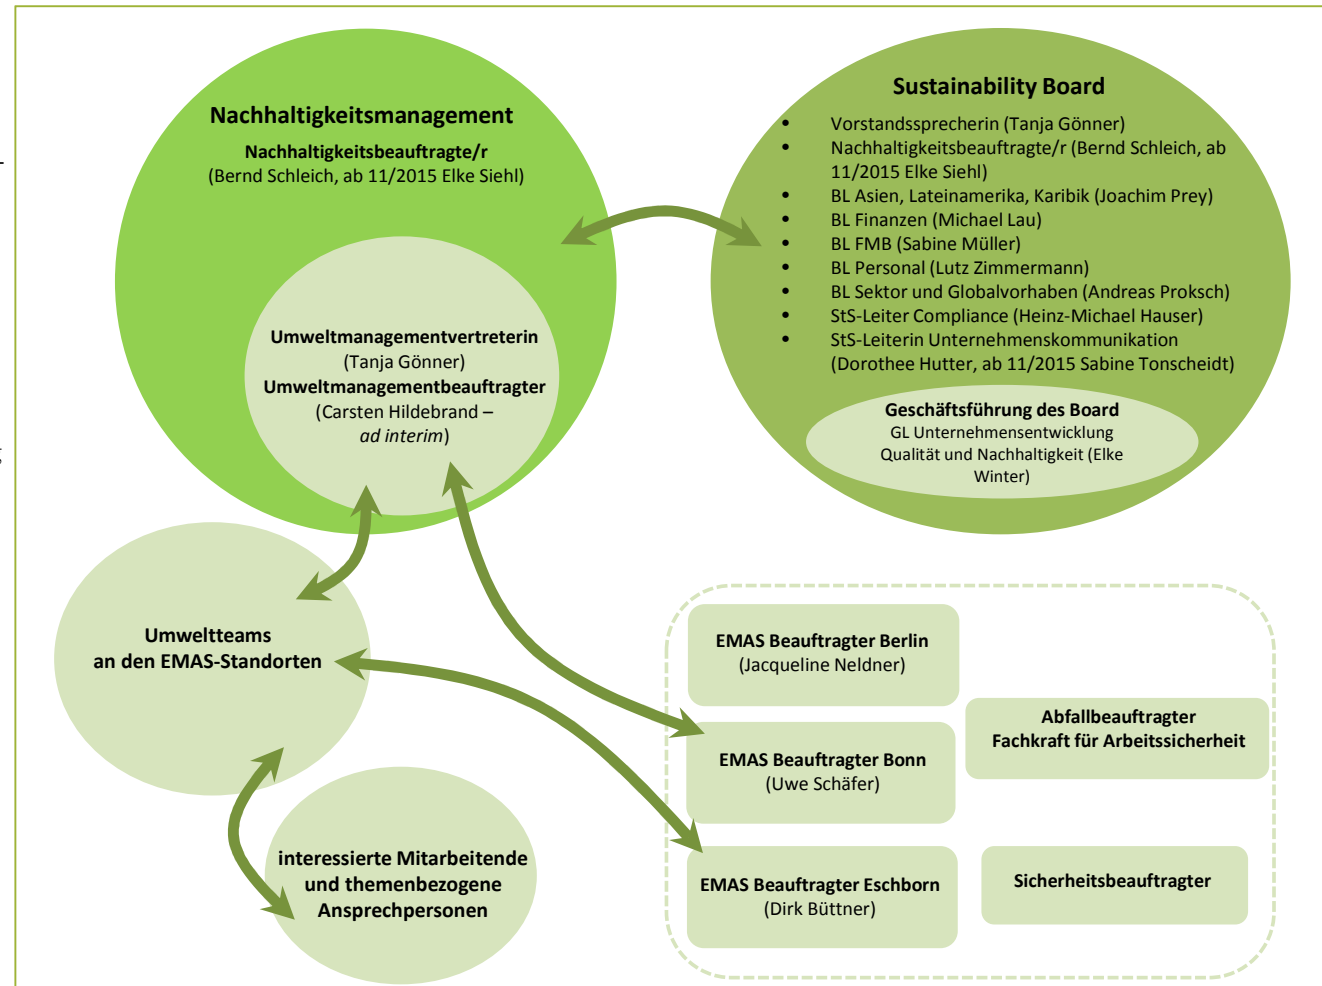 Nachhaltigkeitsmanagement
Nachhaltigkeitsbeauftragte/r
(Bernd Schleich, ab 11/2015 Elke Siehl)
Umweltmanagementvertreterin
(Tanja Gönner)
Umweltmanagementbeauftragter
(Carsten Hildebrand –
ad interim)
Sustainability Board
• Vorstandssprecherin (Tanja Gönner)
• Nachhaltigkeitsbeauftragte/r (Bernd Schleich, ab
11/2015 Elke Siehl)
• BL Asien, Lateinamerika, Karibik (Joachim Prey)
• BL Finanzen (Michael Lau)
• BL FMB (Sabine Müller)
• BL Personal (Lutz Zimmermann)
• BL Sektor und Globalvorhaben (Andreas Proksch)
• StS-Leiter Compliance (Heinz-Michael Hauser)
• StS-Leiterin Unternehmenskommunikation
(Dorothee Hutter, ab 11/2015 Sabine Tonscheidt)
Geschäftsführung des Board
GL Unternehmensentwicklung
Qualität und Nachhaltigkeit (Elke
Winter)
Umweltteams
an den EMAS-Standorten
interessierte Mitarbeitende
und themenbezogene
Ansprechpersonen
EMAS Beauftragter Berlin
(Jacqueline Neldner)
EMAS Beauftragter Bonn
(Uwe Schäfer)
EMAS Beauftragter Eschborn
(Dirk Büttner)
Abfallbeauftragter
Fachkraft für Arbeitssicherheit
Sicherheitsbeauftragter